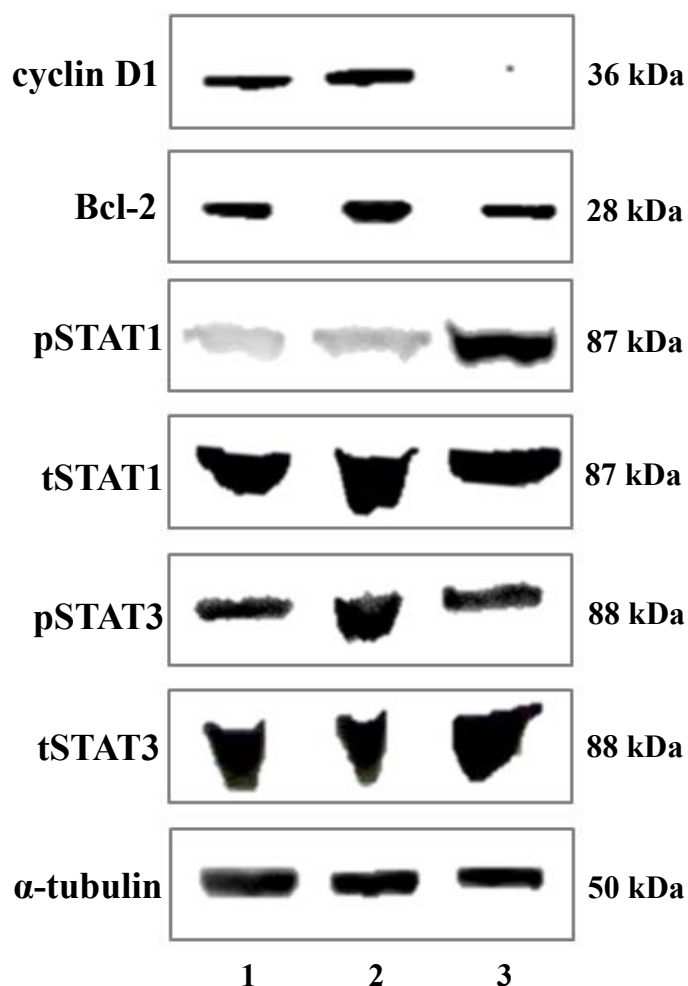 cyclin D1 36 kDa
Bcl-2 28 kDa
pSTAT1 87 kDa
tSTAT1 87 kDa
pSTAT3 88 kDa
tSTAT3 88 kDa
α-tubulin 50 kDa
1 2 3